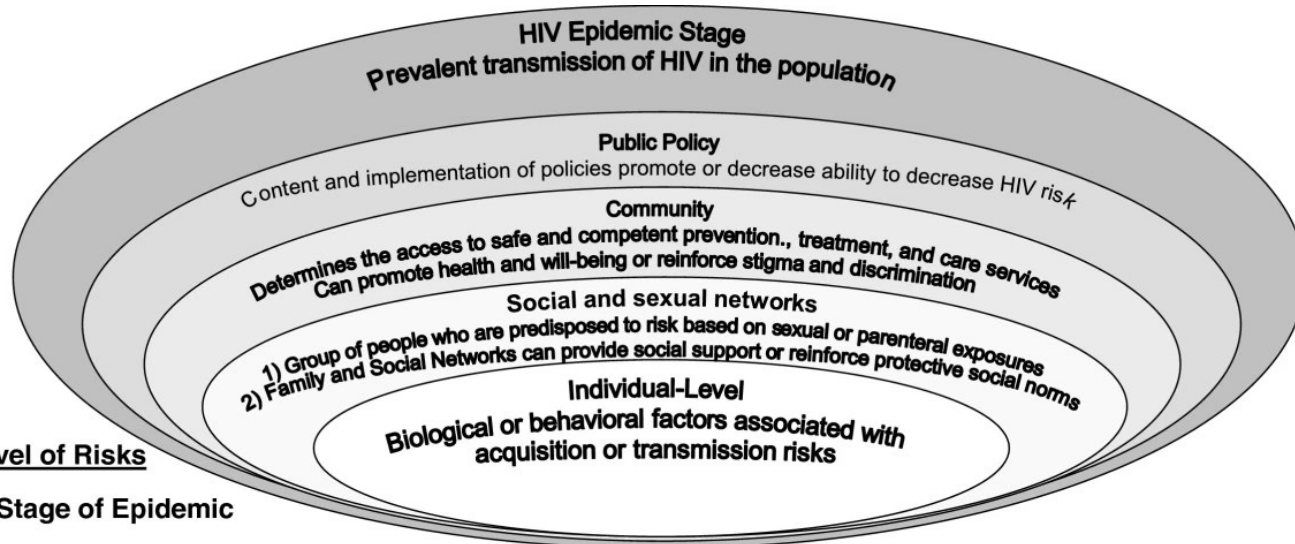 HIV Epidemic Stage
Prevalent transmission of HIV in the population
Public Policy
Content and implementation of policies promote or decrease ability to decrease HIV risk
Community
Determines the access to safe and competent prevention., treatment, and care services
Can promote health and will-being or reinforce stigma and discrimination
Social and sexual networks
1) Group of people who are predisposed to risk based on sexual or parenteral exposures
2) Family and Social Networks can provide social support or reinforce protective social norms
Individual-Level
Biological or behavioral factors associated with
acquisition or transmission risks
vel of Risks
Stage of Epidemic